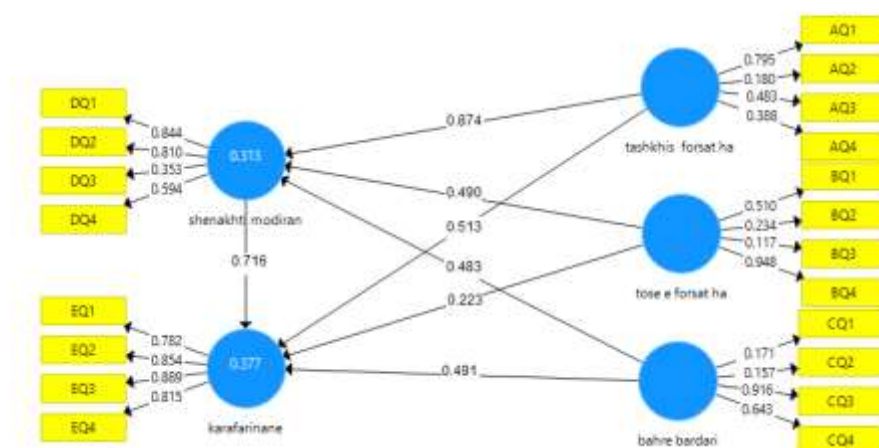 AQ1
AQ2
AQ3
AQ4
0.795
0.180
0.483
0.388
tashkhis forsat ha
DQ1
DQ2
DQ3
DQ4
0.844
0.810
0.353
0.594
0.313
shenakhti modiran
0.874
0.490
0.513
0.483
0.716
0.223
0.491
BQ1
BQ2
BQ3
BQ4
0.510
0.234
0.117
0.948
tose e forsat ha
EQ1
EQ2
EQ3
EQ4
0.782
0.854
0.889
0.815
0.377
karafarinane
CQ1
CQ2
CQ3
CQ4
0.171
0.157
0.916
0.643
bahre bardari